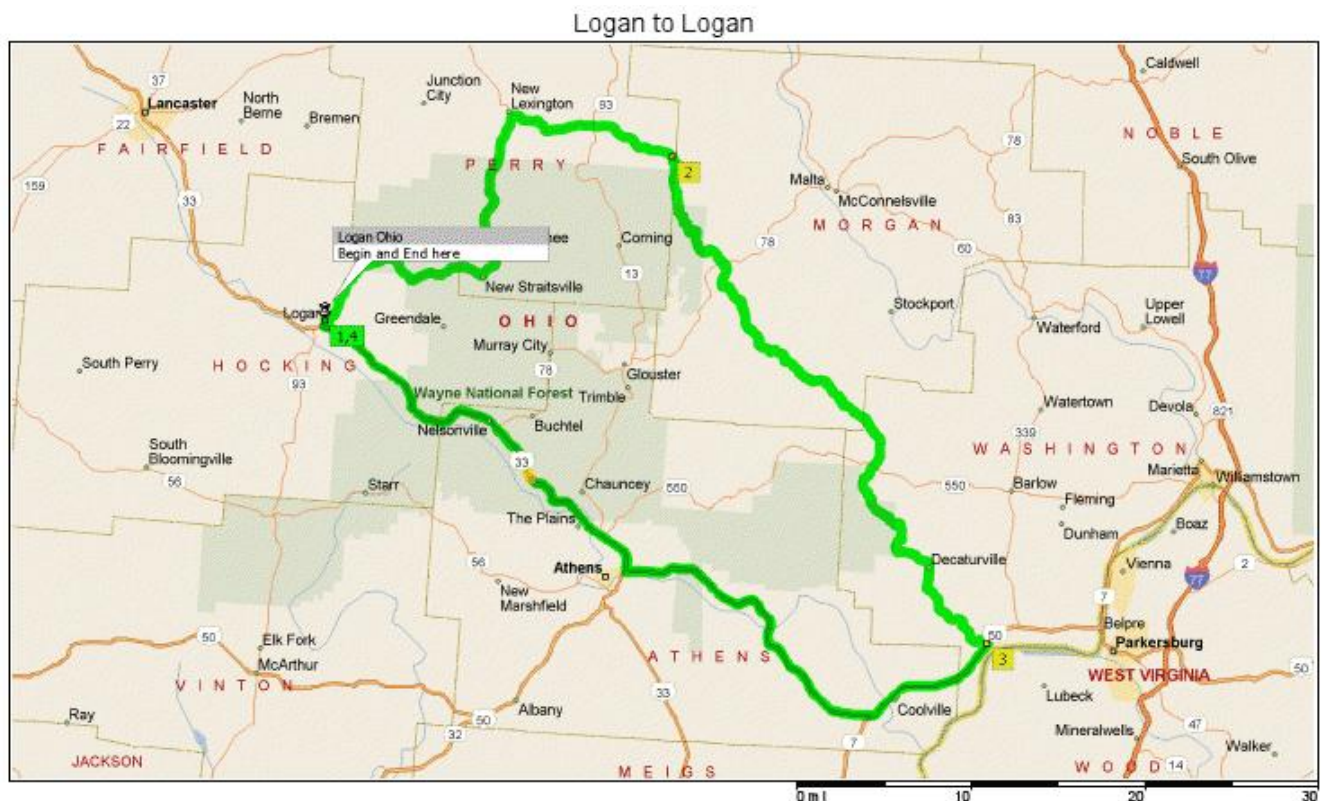 Logan to Logan
37
Lancaster
North
Berne
Bremen
Junction
City
New
Lexington
93
Caldwell
22
FAIRFIELD
PERRY
2
78
NOBLE
South Olive
159
33
Malta
McConnelsville
MORGAN
83
Logan Ohio
Begin and End here
nee
Corning
78
60
77
13
New Straitsville
Stockport
Logan
1,4
Greendale
OHIO
Waterford
Upper
Lowell
HOCKING
Murray City
78
Glouster
South Perry
93
Wayne National Forest
Trimble
Watertown
Devola
821
Nelsonville
Buchtel
339
WASHINGTON
South
Bloomingville
56
33
Marietta
Williamstown
Starr
Chauncey
550
550
Barlow
Fleming
The Plains
Dunham
Boaz
Athens
56
New
Marshfield
Decaturville
Vienna
77
2
7
50
Elk Fork
McArthur
50
3
Belpre
Parkersburg
ATHENS
WEST VIRGINIA
50
VINTON
33
Lubeck
Albany
Coolville
Ray
50
32
7
Mineralwells
47
Walker
JACKSON
MEIGS
WOOD
14
0 mi
10
20
30